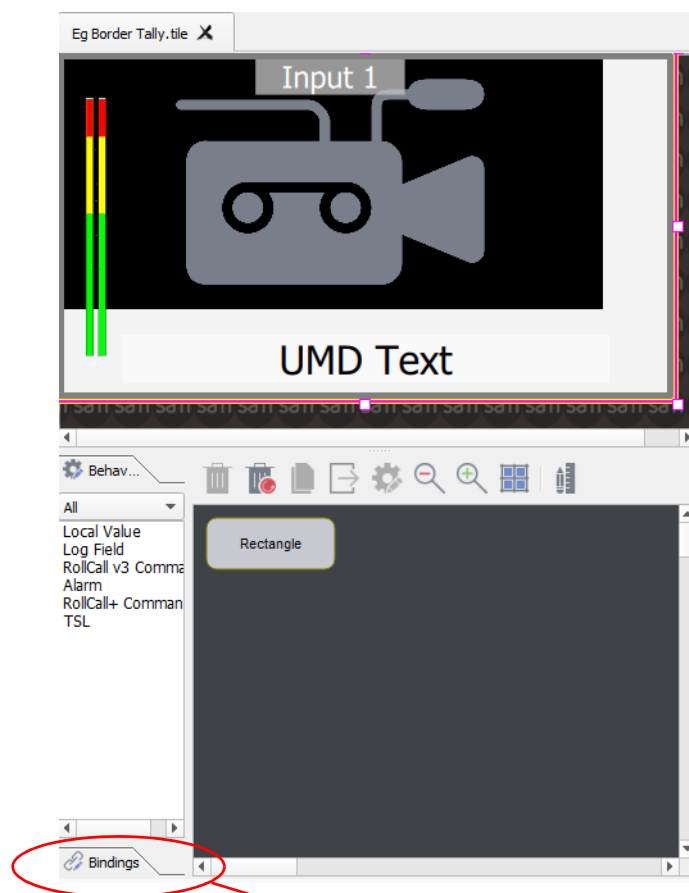 Eg Border Tally.tile
Input 1
UMD Text
Behav...
All
Local Value
Log Field
RollCall v3 Comma
Alarm
RollCall+ Comman
TSL
Rectangle
Bindings